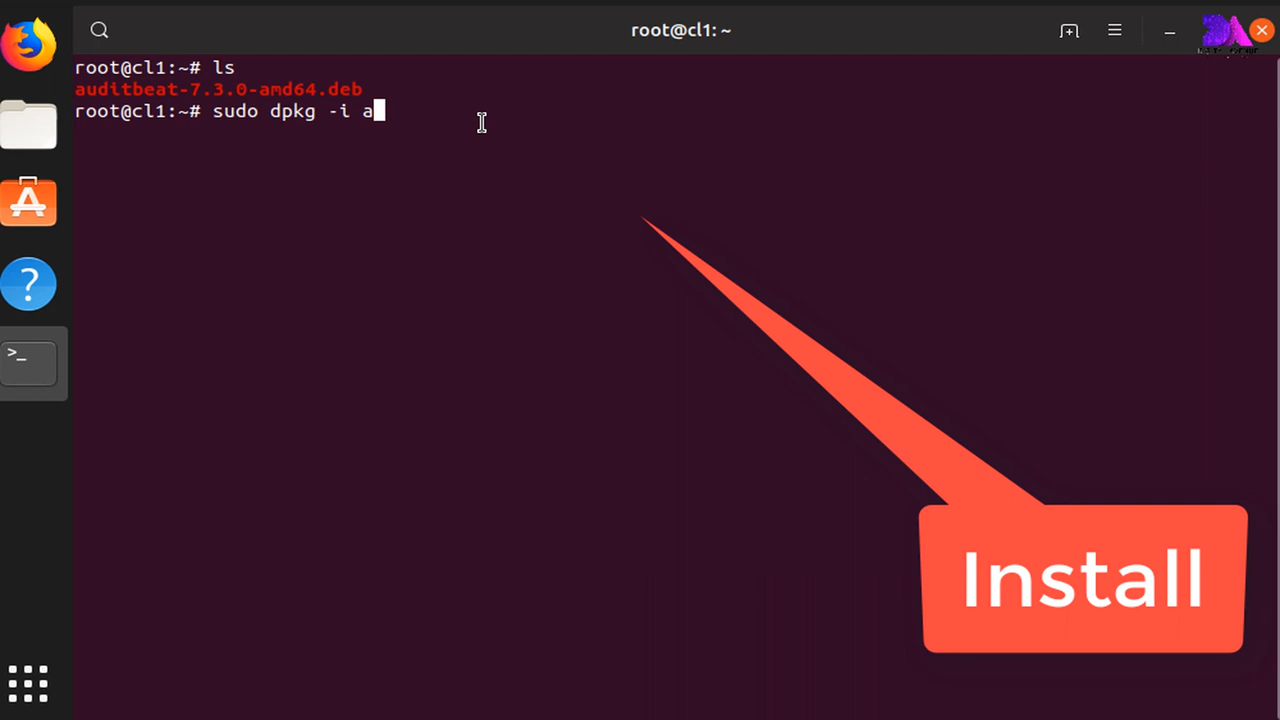 root@cl1: ~
root@cl1:~# ls
auditbeat-7.3.0-amd64.deb
root@cl1:~# sudo dpkg -i a
?
>_
Install